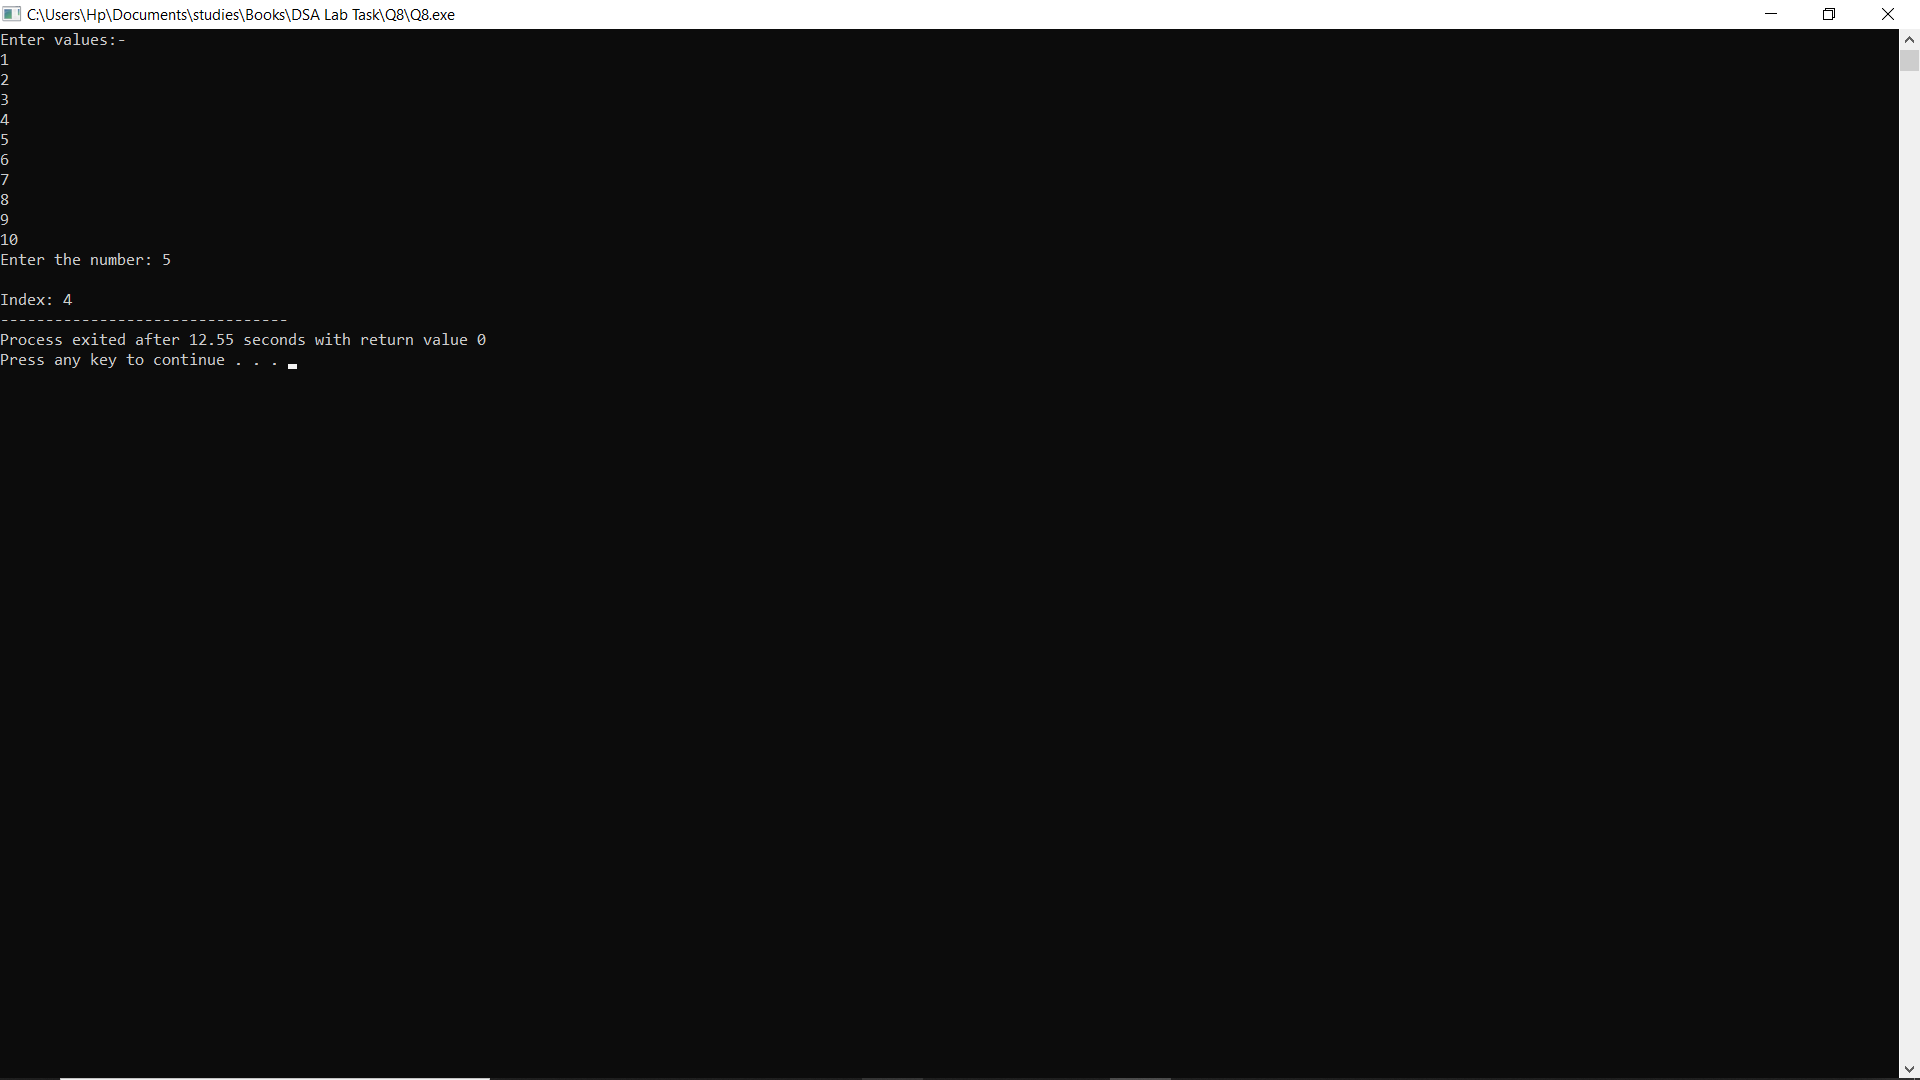 C:\Users\Hp\Documents\studies\Books\DSA Lab Task\Q8\Q8.exe
Enter values:-
1
2
3
4
5
6
7
8
9
10
Enter the number: 5
Index: 4
--------------------------------
Process exited after 12.55 seconds with return value 0
Press any key to continue . . .